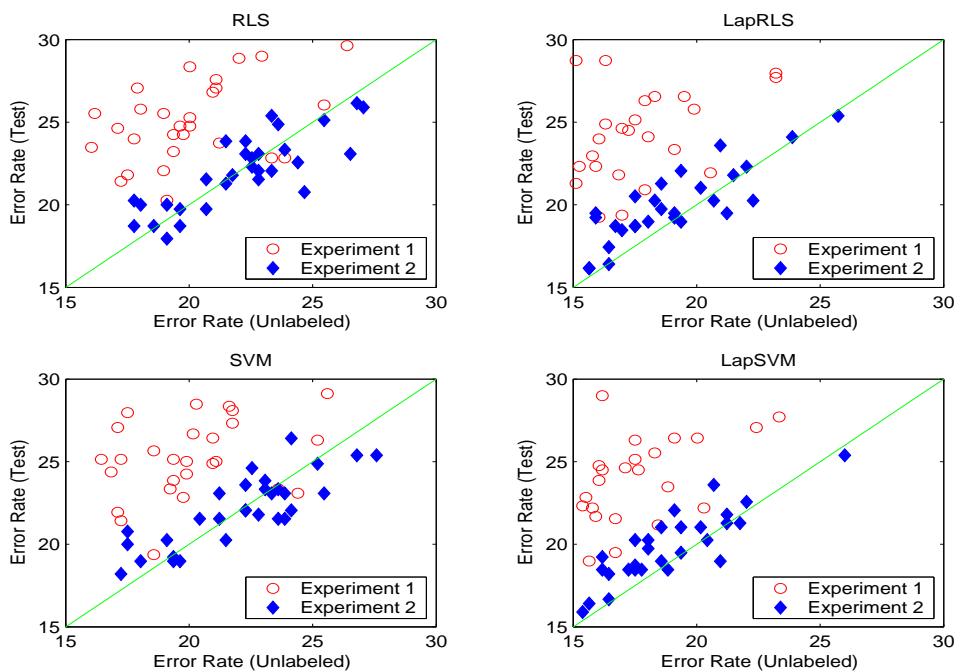 RLS
30
25
20
15
15 20 25 30
Error Rate (Test)
Error Rate (Unlabeled)
Experiment 1
Experiment 2
LapRLS
30
25
20
15
15 20 25 30
Error Rate (Test)
Error Rate (Unlabeled)
Experiment 1
Experiment 2
SVM
30
25
20
15
15 20 25 30
Error Rate (Test)
Error Rate (Unlabeled)
Experiment 1
Experiment 2
LapSVM
30
25
20
15
15 20 25 30
Error Rate (Test)
Error Rate (Unlabeled)
Experiment 1
Experiment 2